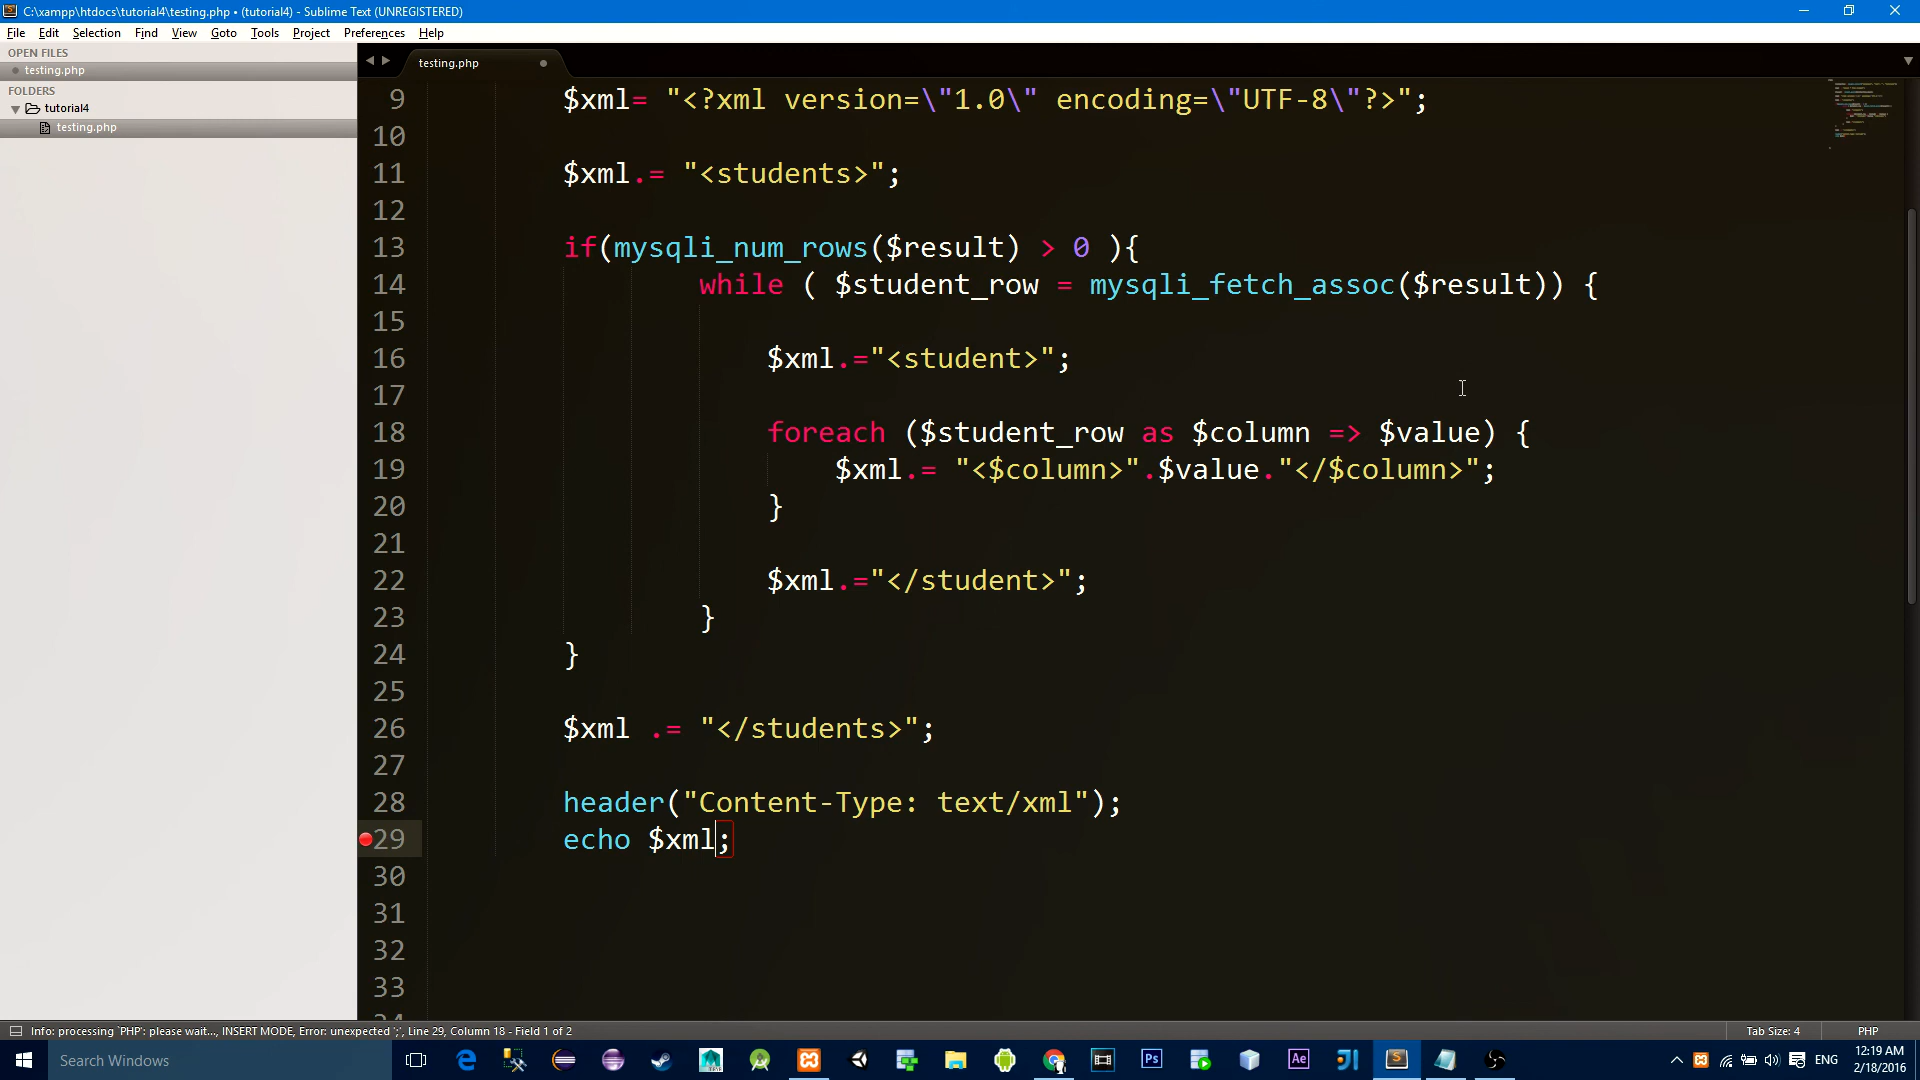 C:\xampp\htdocs\tutorial4\testing.php • (tutorial4) - Sublime Text (UNREGISTERED)
File Edit Selection Find View Goto Tools Project Preferences Help
OPEN FILES
testing.php
FOLDERS
tutorial4
testing.php
testing.php
9 $xml= "<?xml version=\"1.0\" encoding=\"UTF-8\"?>";
10
11 $xml.= "<students>";
12
13 if(mysqli_num_rows($result) > 0 ){
14 while ( $student_row = mysqli_fetch_assoc($result)) {
15
16 $xml.="<student>";
17
18 foreach ($student_row as $column => $value) {
19 $xml.= "<$column>".$value."</$column>";
20 }
21
22 $xml.="</student>";
23 }
24 }
25
26 $xml .= "</students>";
27
28 header("Content-Type: text/xml");
29 echo $xml;
30
31
32
33
Info: processing `PHP': please wait..., INSERT MODE, Error: unexpected ';', Line 29, Column 18 - Field 1 of 2
Tab Size: 4 PHP
Search Windows
ENG
12:19 AM
2/18/2016